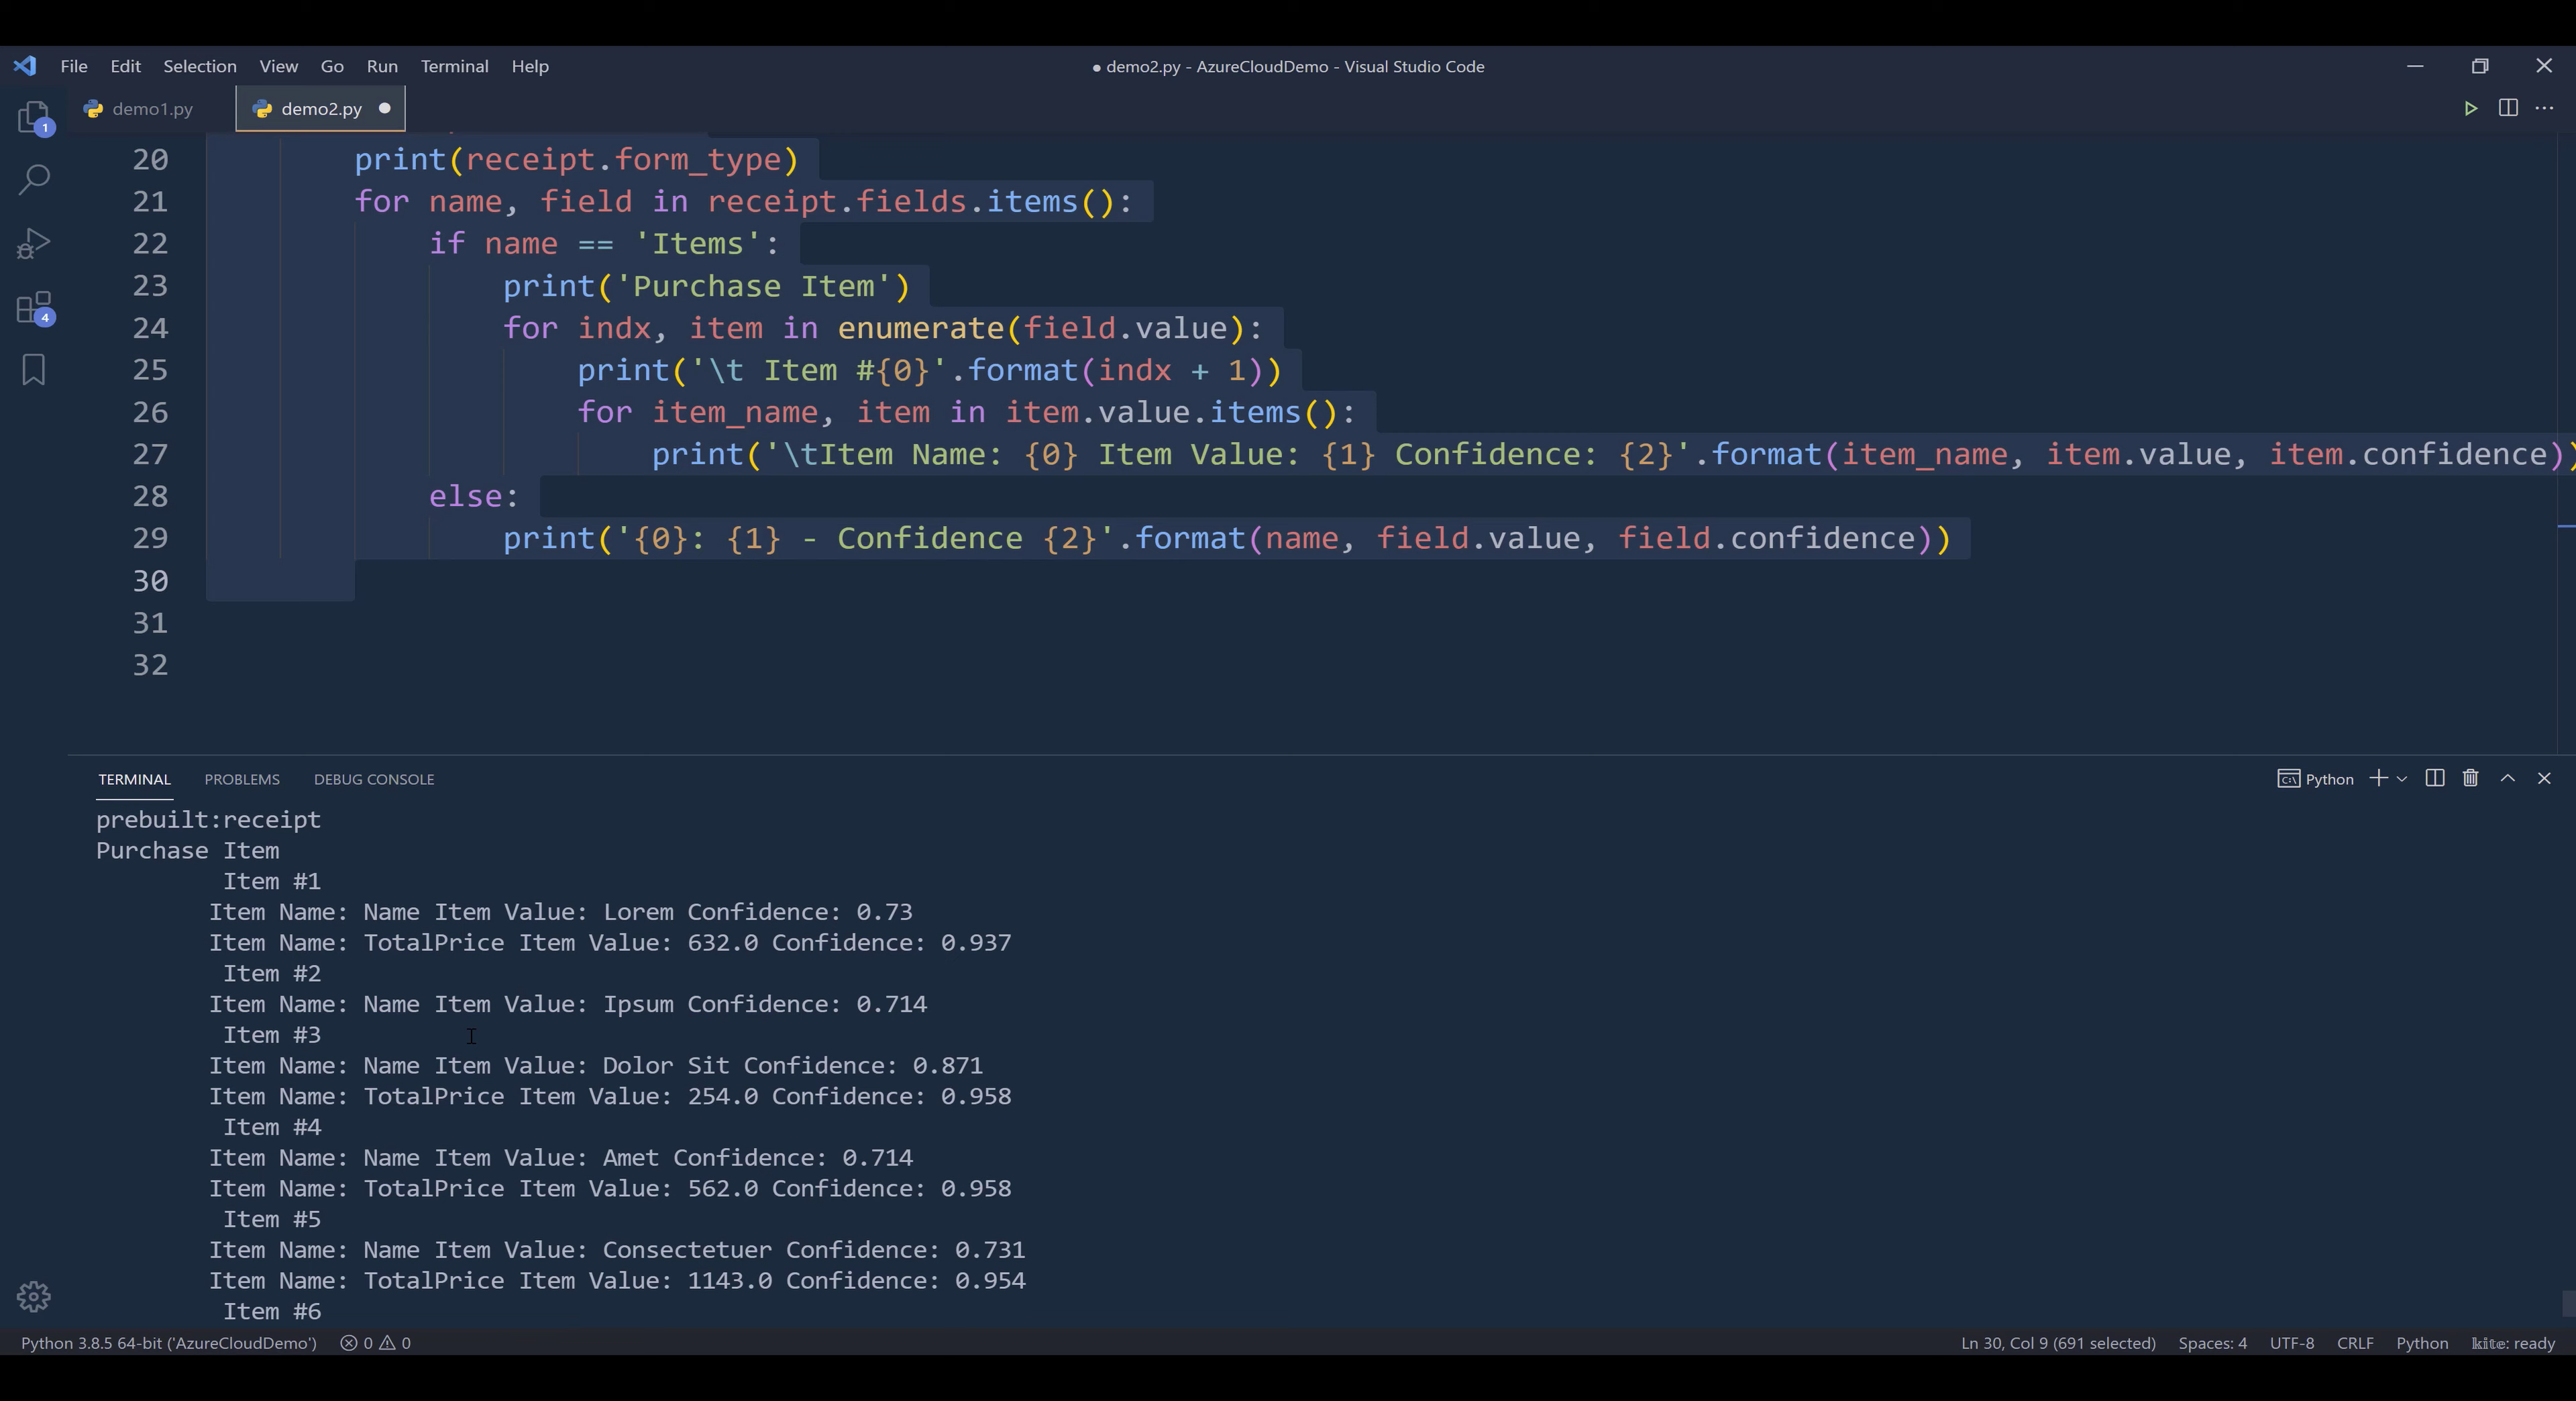 File Edit Selection View Go Run Terminal Help
● demo2.py - AzureCloudDemo - Visual Studio Code
demo1.py
demo2.py
1
4
20 print(receipt.form_type)
21 for name, field in receipt.fields.items():
22 if name == 'Items':
23 print('Purchase Item')
24 for indx, item in enumerate(field.value):
25 print('\t Item #{0}'.format(indx + 1))
26 for item_name, item in item.value.items():
27 print('\tItem Name: {0} Item Value: {1} Confidence: {2}'.format(item_name, item.value, item.confidence))
28 else:
29 print('{0}: {1} - Confidence {2}'.format(name, field.value, field.confidence))
30
31
32
TERMINAL PROBLEMS DEBUG CONSOLE
Python
prebuilt:receipt
Purchase Item
Item #1
Item Name: Name Item Value: Lorem Confidence: 0.73
Item Name: TotalPrice Item Value: 632.0 Confidence: 0.937
Item #2
Item Name: Name Item Value: Ipsum Confidence: 0.714
Item #3
Item Name: Name Item Value: Dolor Sit Confidence: 0.871
Item Name: TotalPrice Item Value: 254.0 Confidence: 0.958
Item #4
Item Name: Name Item Value: Amet Confidence: 0.714
Item Name: TotalPrice Item Value: 562.0 Confidence: 0.958
Item #5
Item Name: Name Item Value: Consectetuer Confidence: 0.731
Item Name: TotalPrice Item Value: 1143.0 Confidence: 0.954
Item #6
Python 3.8.5 64-bit ('AzureCloudDemo') 0 0
Ln 30, Col 9 (691 selected) Spaces: 4 UTF-8 CRLF Python kite: ready